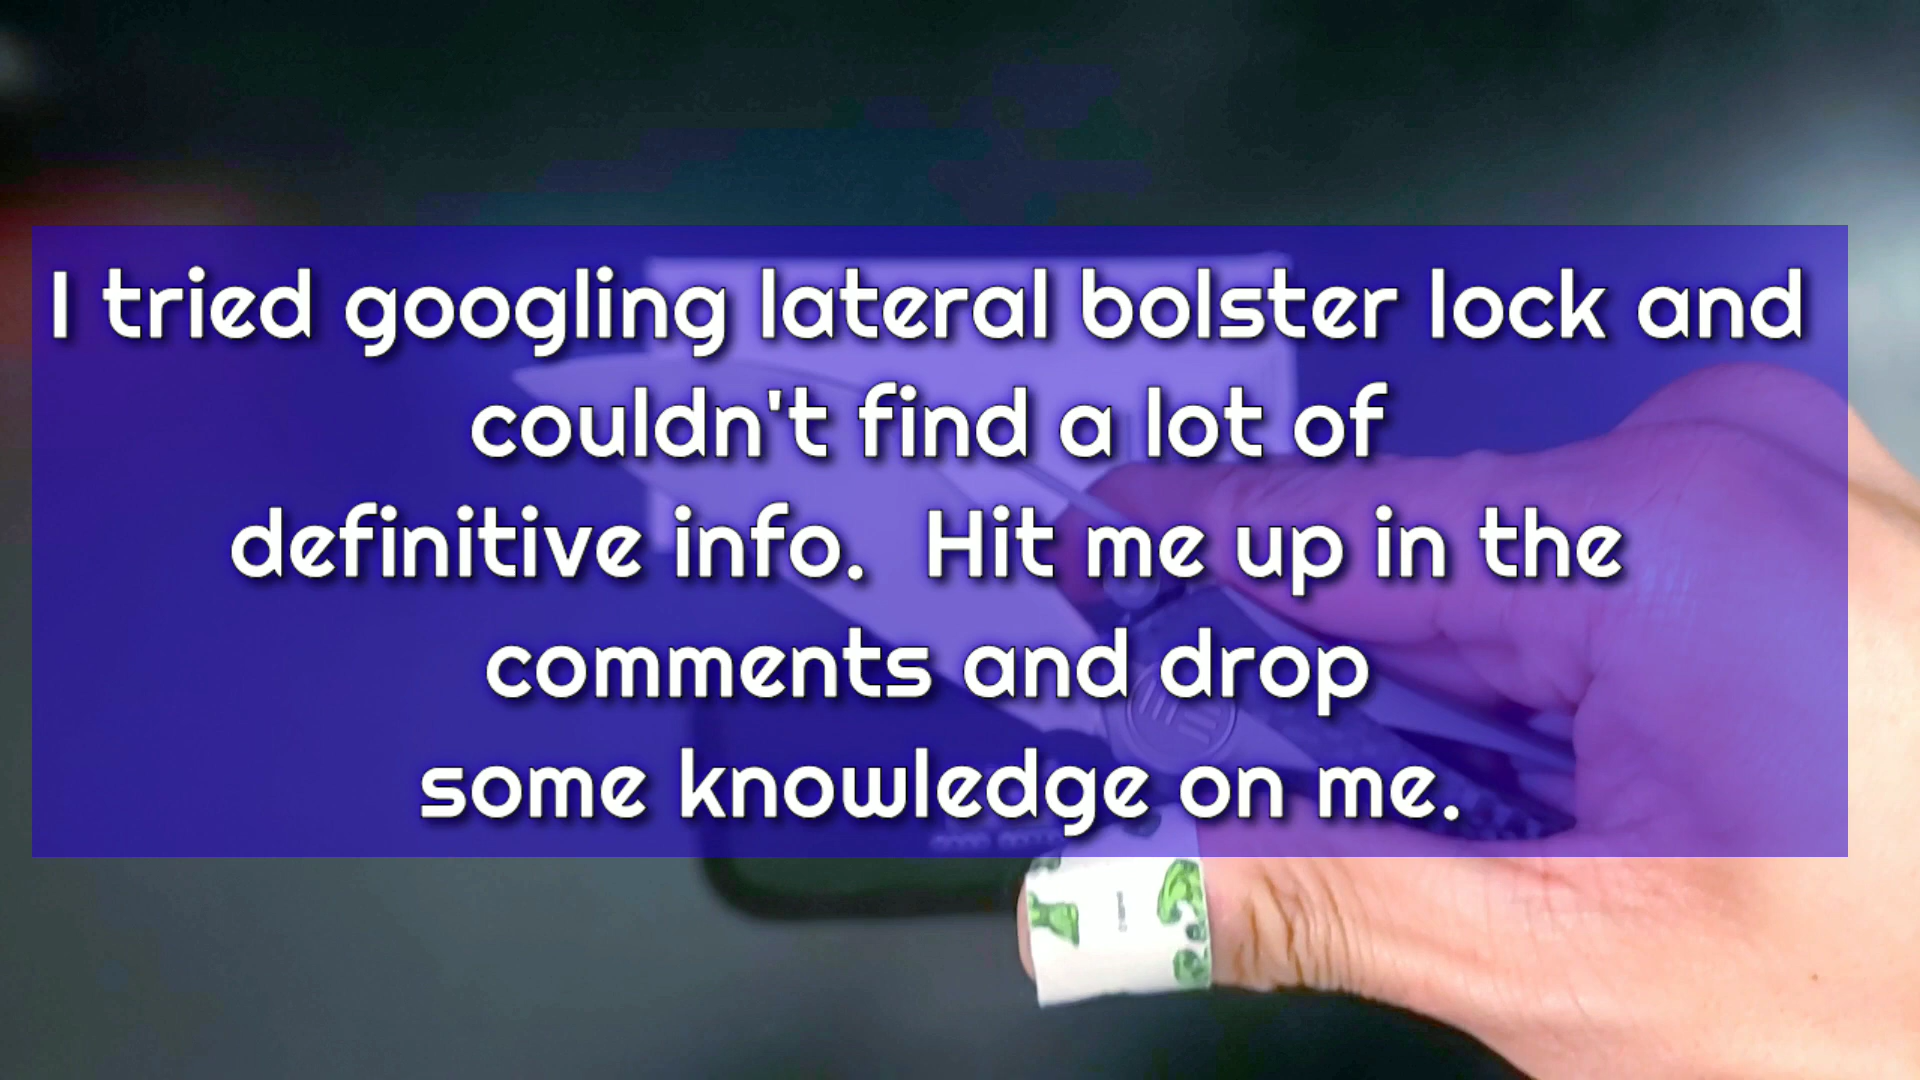 I tried googling lateral bolster lock and
couldn't find a lot of
definitive info.  Hit me up in the
comments and drop
some knowledge on me.